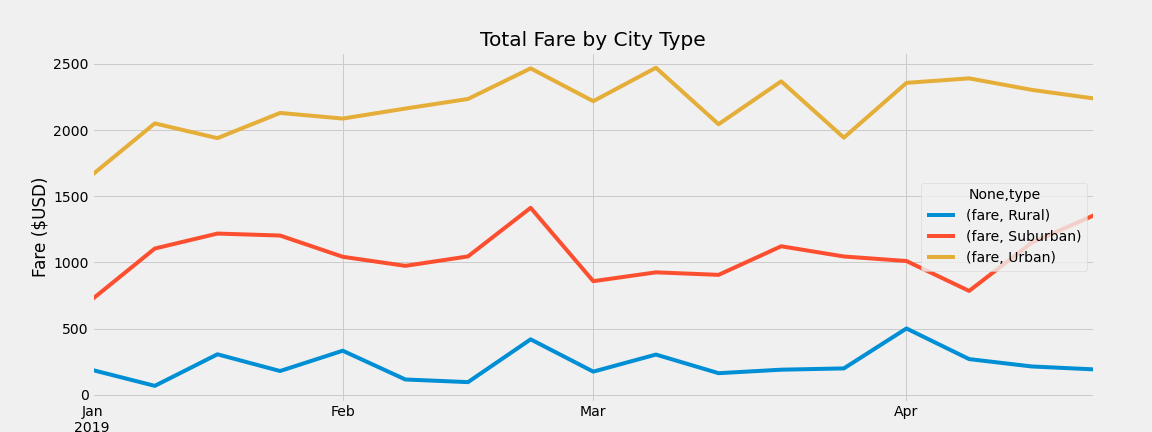 Total Fare by City Type
Fare ($USD)
2500
2000
1500
1000
500
0
Jan
2019
Feb
Mar
Apr
None,type
(fare, Rural)
(fare, Suburban)
(fare, Urban)